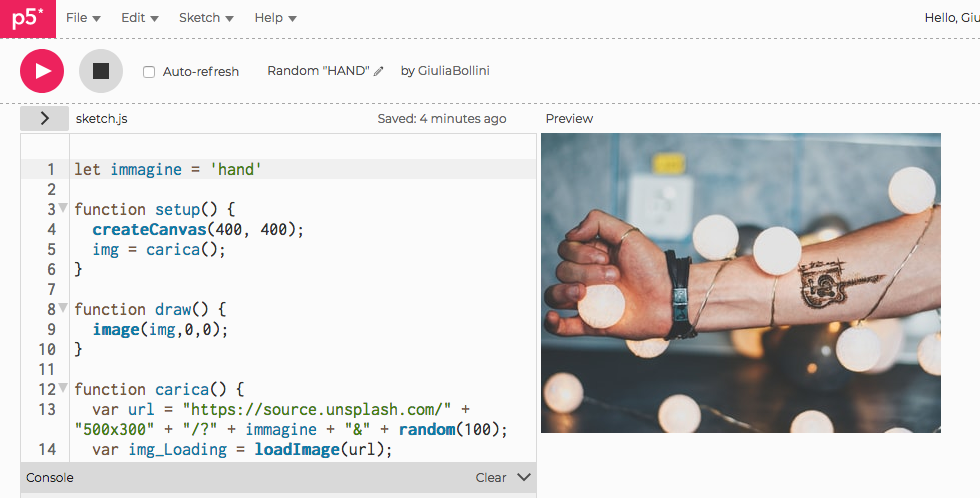 p5* File Edit Sketch Help Hello, Giu
Auto-refresh Random "HAND" by GiuliaBollini
sketch.js Saved: 4 minutes ago Preview
1 let immagine = 'hand'
2
3 function setup() {
4 createCanvas(400, 400);
5 img = carica();
6 }
7
8 function draw() {
9 image(img,0,0);
10 }
11
12 function carica() {
13 var url = "https://source.unsplash.com/" +
"500x300" + "/?" + immagine + "&" + random(100);
14 var img_Loading = loadImage(url);
Console Clear